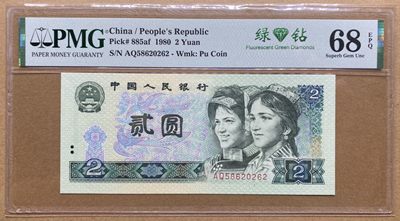 PMG
PAPER MONEY GUARANTY
China / People's Republic
Pick# 885af 1980 2 Yuan
S/N AQ58620262 - Wmk: Pu Coin
绿钻
Fluorescent Green Diamonds
68 EPQ
Superb Gem Unc
中国人民银行
2
贰圆
2
2
AQ58620262